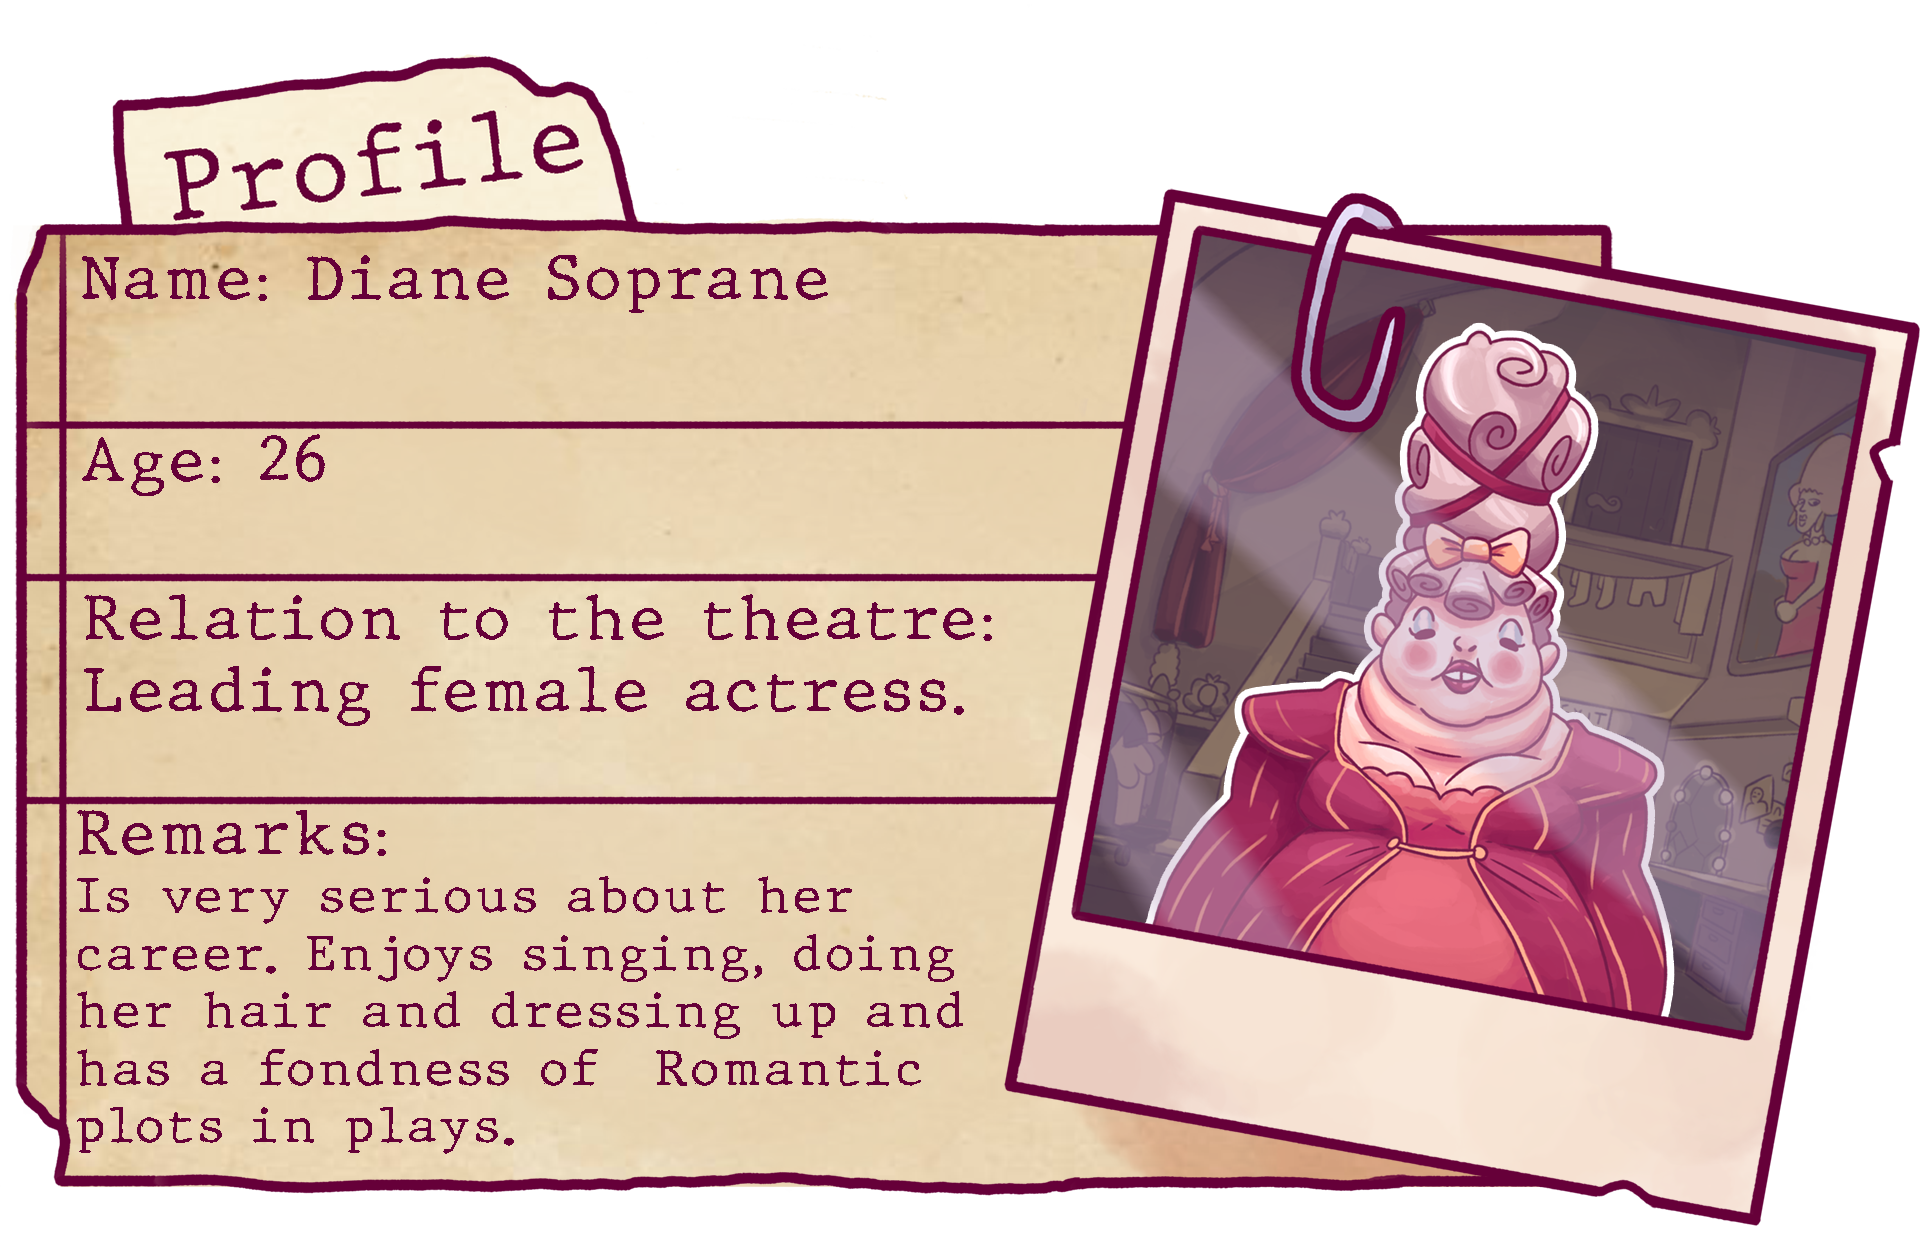 Profile
Name: Diane Soprane
Age: 26
Relation to the theatre:
Leading female actress.
Remarks:
Is very serious about her
career. Enjoys singing, doing
her hair and dressing up and
has a fondness of Romantic
plots in plays.